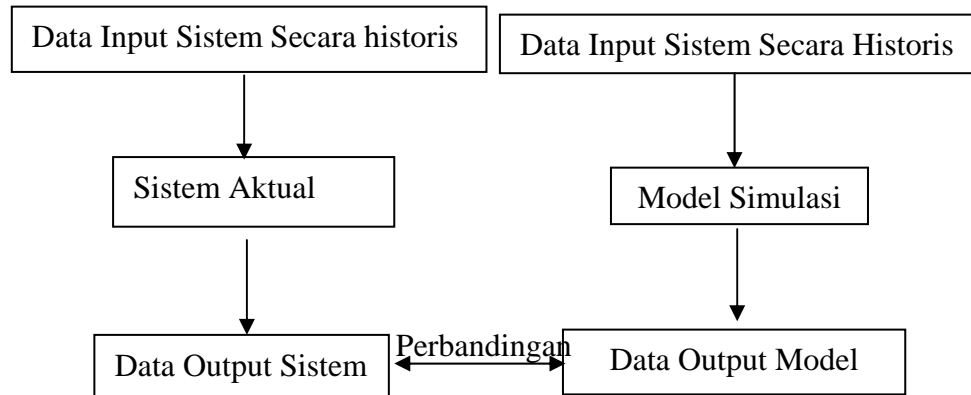 Data Input Sistem Secara historis
Data Input Sistem Secara Historis
Sistem Aktual
Model Simulasi
Data Output Sistem
Perbandingan
Data Output Model